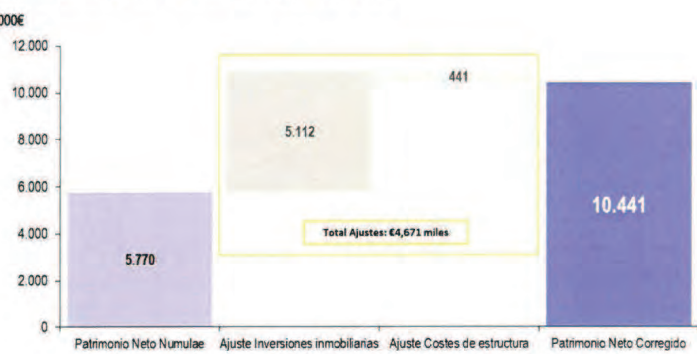 000€
12.000
10.000
8.000
6.000
4.000
2.000
0
5.770
5.112
441
10.441
Total Ajustes: €4,671 miles
Patrimonio Neto Numulae
Ajuste Inversiones inmobiliarias
Ajuste Costes de estructura
Patrimonio Neto Corregido